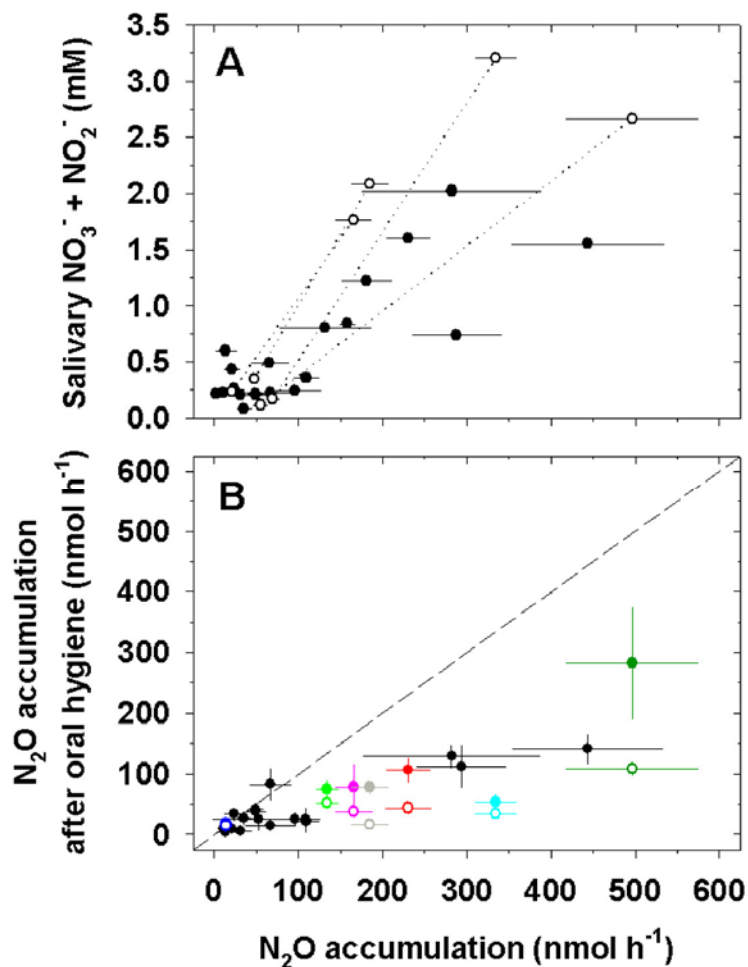 A
Salivary NO₃⁻ + NO₂⁻ (mM)
3.5
3.0
2.5
2.0
1.5
1.0
0.5
0.0
B
N₂O accumulation
after oral hygiene (nmol h⁻¹)
600
500
400
300
200
100
0
0 100 200 300 400 500 600
N₂O accumulation (nmol h⁻¹)